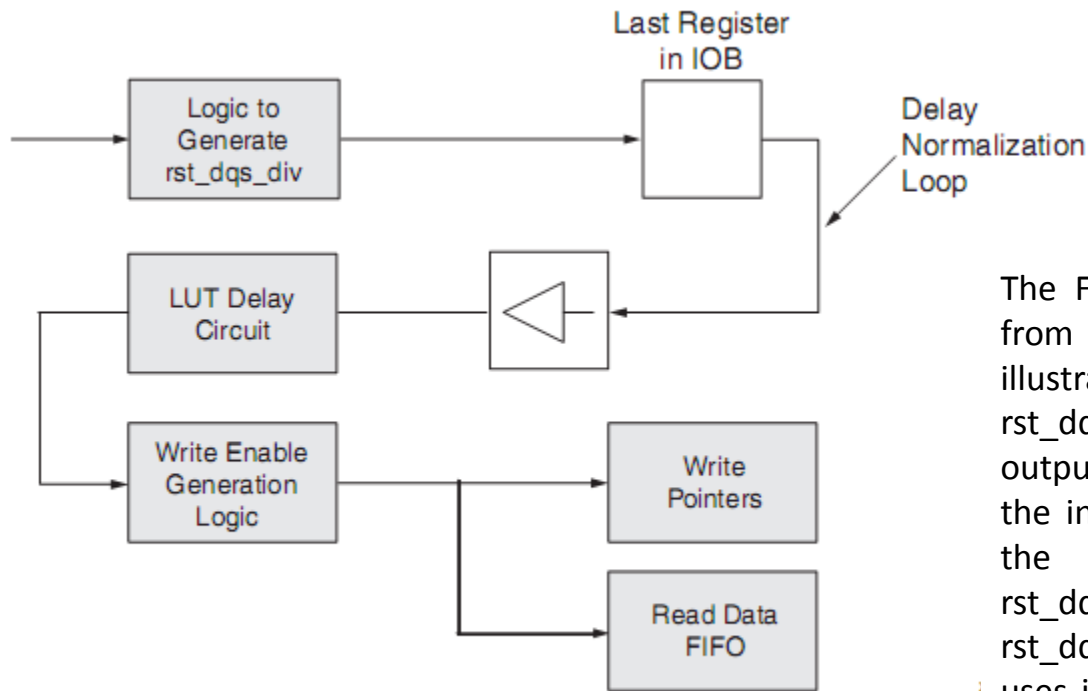 Last Register
in IOB
Logic to
Generate
rst_dqs_div
Delay
Normalization
Loop
LUT Delay
Circuit
Write Enable
Generation
Logic
Write
Pointers
Read Data
FIFO
The F
from
illustra
rst_dq
outpu
the in
the
rst_dq
rst_dq